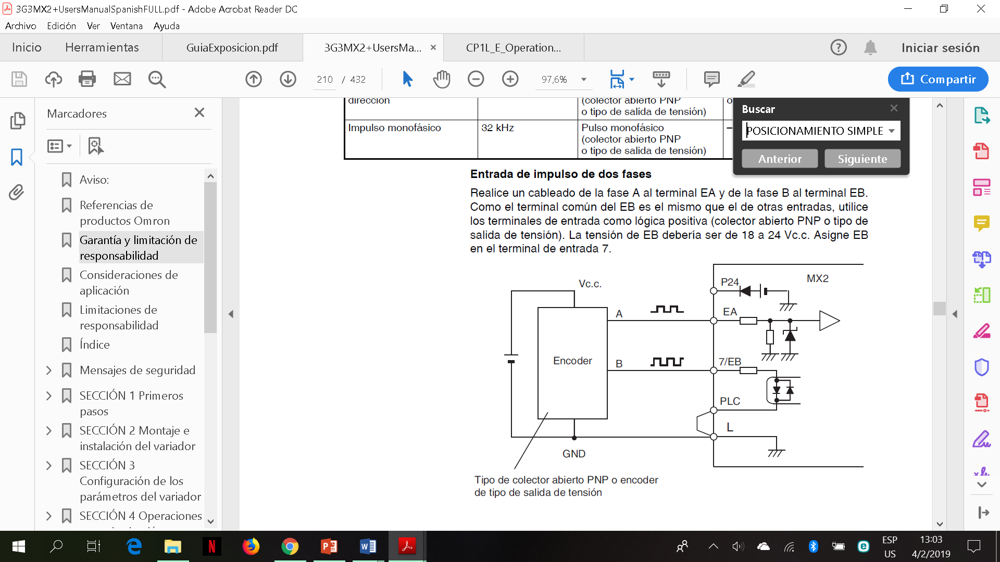 3G3MX2+UsersManualSpanishFULL.pdf - Adobe Acrobat Reader DC
Archivo Edición Ver Ventana Ayuda
Inicio Herramientas GuiaExposicion.pdf 3G3MX2+UsersMa... CP1L_E_Operation... Iniciar sesión
210 / 432 97,6% Compartir
Marcadores
Aviso:
Referencias de
productos Omron
Garantía y limitación de
responsabilidad
Consideraciones de
aplicación
Limitaciones de
responsabilidad
Índice
Mensajes de seguridad
SECCIÓN 1 Primeros
pasos
SECCIÓN 2 Montaje e
instalación del variador
SECCIÓN 3
Configuración de los
parámetros del variador
SECCIÓN 4 Operaciones
dirección (colector abierto PNP
o tipo de salida de tensión)
Impulso monofásico 32 kHz Pulso monofásico –
(colector abierto PNP
o tipo de salida de tensión)
Buscar
POSICIONAMIENTO SIMPLE
Anterior Siguiente
Entrada de impulso de dos fases
Realice un cableado de la fase A al terminal EA y de la fase B al terminal EB.
Como el terminal común del EB es el mismo que el de otras entradas, utilice
los terminales de entrada como lógica positiva (colector abierto PNP o tipo de
salida de tensión). La tensión de EB debería ser de 18 a 24 Vc.c. Asigne EB
en el terminal de entrada 7.
Vc.c.
P24
MX2
A
EA
Encoder
B
7/EB
PLC
L
GND
Tipo de colector abierto PNP o encoder
de tipo de salida de tensión
ESP
US
13:03
4/2/2019